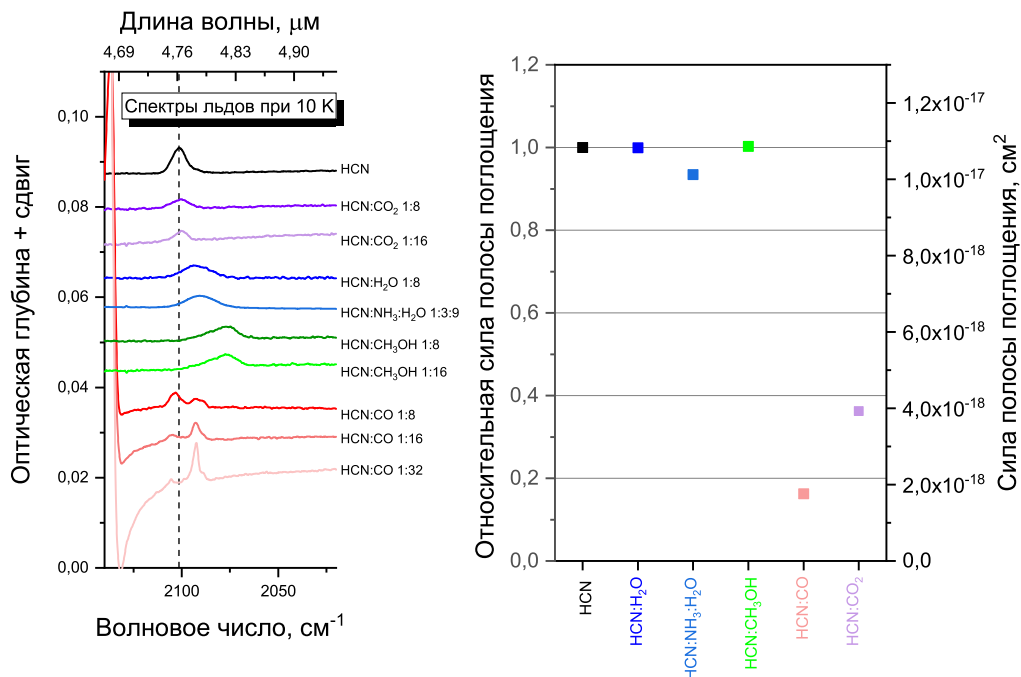 Длина волны, μм
4,69 4,76 4,83 4,90
Спектры льдов при 10 K
Оптическая глубина + сдвиг
0,10
0,08
0,06
0,04
0,02
0,00
HCN
HCN:CO₂ 1:8
HCN:CO₂ 1:16
HCN:H₂O 1:8
HCN:NH₃:H₂O 1:3:9
HCN:CH₃OH 1:8
HCN:CH₃OH 1:16
HCN:CO 1:8
HCN:CO 1:16
HCN:CO 1:32
2100 2050
Волновое число, см⁻¹
Относительная сила полосы поглощения
1,2
1,0
0,8
0,6
0,4
0,2
0,0
1,2x10⁻¹⁷
1,0x10⁻¹⁷
8,0x10⁻¹⁸
6,0x10⁻¹⁸
4,0x10⁻¹⁸
2,0x10⁻¹⁸
0,0
Сила полосы поглощения, см²
HCN
HCN:H₂O
HCN:NH₃:H₂O
HCN:CH₃OH
HCN:CO
HCN:CO₂